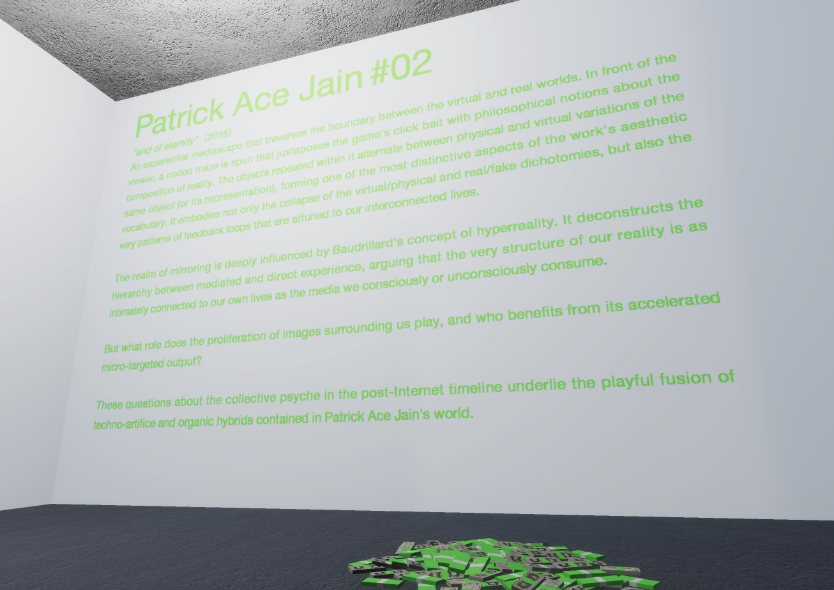 Patrick Ace Jain #02
"end of eternity" (2016)
An experiential mediascape that traverses the boundary between the virtual and real worlds. In front of the
viewer, a coded maze is spun that juxtaposes the game's click bait with philosophical notions about the
composition of reality. The objects repeated within it alternate between physical and virtual variations of the
same object (or its representation), forming one of the most distinctive aspects of the work's aesthetic
vocabulary. It embodies not only the collapse of the virtual/physical and real/fake dichotomies, but also the
very patterns of feedback loops that are attuned to our interconnected lives.
The realm of mirroring is deeply influenced by Baudrillard's concept of hyperreality. It deconstructs the
hierarchy between mediated and direct experience, arguing that the very structure of our reality is as
intimately connected to our own lives as the media we consciously or unconsciously consume.
But what role does the proliferation of images surrounding us play, and who benefits from its accelerated
micro-targeted output?
These questions about the collective psyche in the post-Internet timeline underlie the playful fusion of
techno-artifice and organic hybrids contained in Patrick Ace Jain's world.